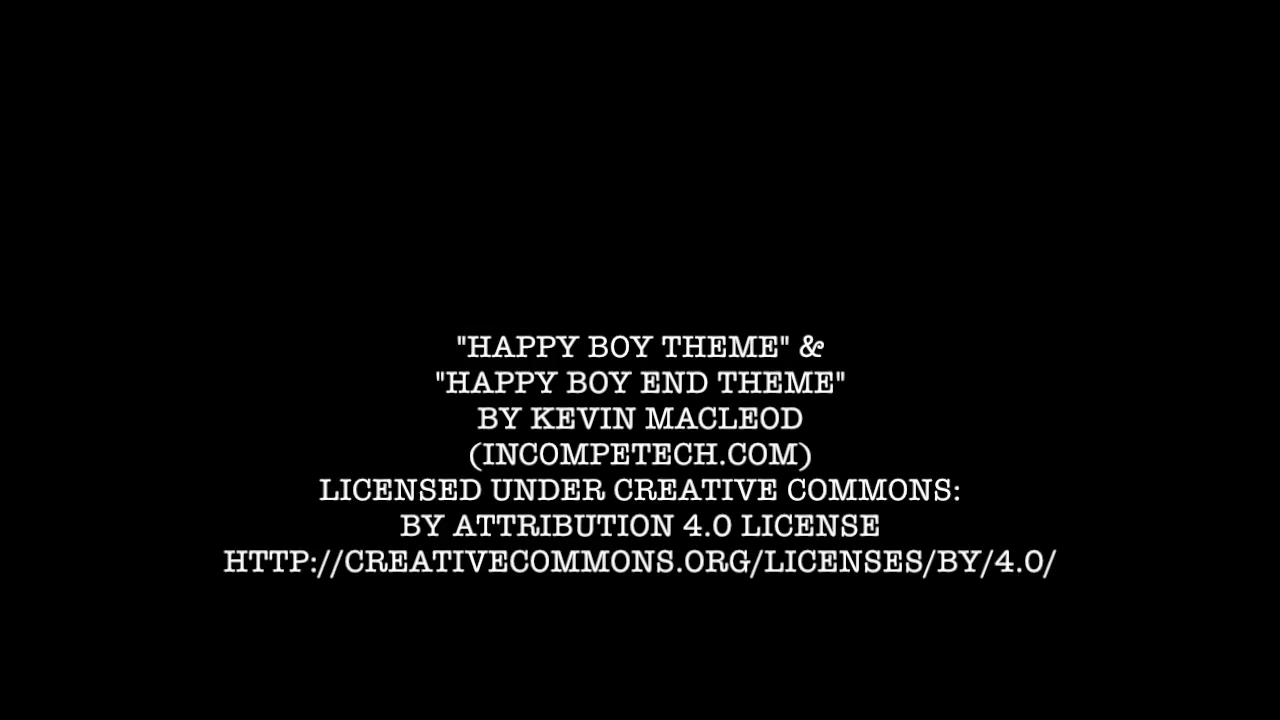 "HAPPY BOY THEME" &
"HAPPY BOY END THEME"
BY KEVIN MACLEOD
(INCOMPETECH.COM)
LICENSED UNDER CREATIVE COMMONS:
BY ATTRIBUTION 4.0 LICENSE
HTTP://CREATIVECOMMONS.ORG/LICENSES/BY/4.0/